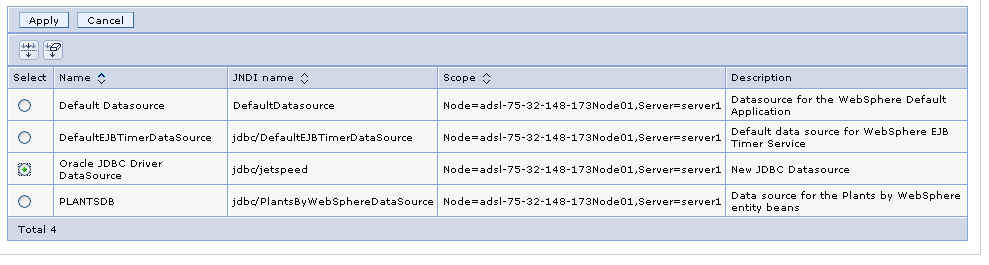 Apply Cancel
Select Name JNDI name Scope Description
Default Datasource DefaultDatasource Node=adsl-75-32-148-173Node01,Server=server1 Datasource for the WebSphere Default
Application
DefaultEJBTimerDataSource jdbc/DefaultEJBTimerDataSource Node=adsl-75-32-148-173Node01,Server=server1 Default data source for WebSphere EJB
Timer Service
Oracle JDBC Driver
DataSource jdbc/jetspeed Node=adsl-75-32-148-173Node01,Server=server1 New JDBC Datasource
PLANTSDB jdbc/PlantsByWebSphereDataSource Node=adsl-75-32-148-173Node01,Server=server1 Data source for the Plants by WebSphere
entity beans
Total 4